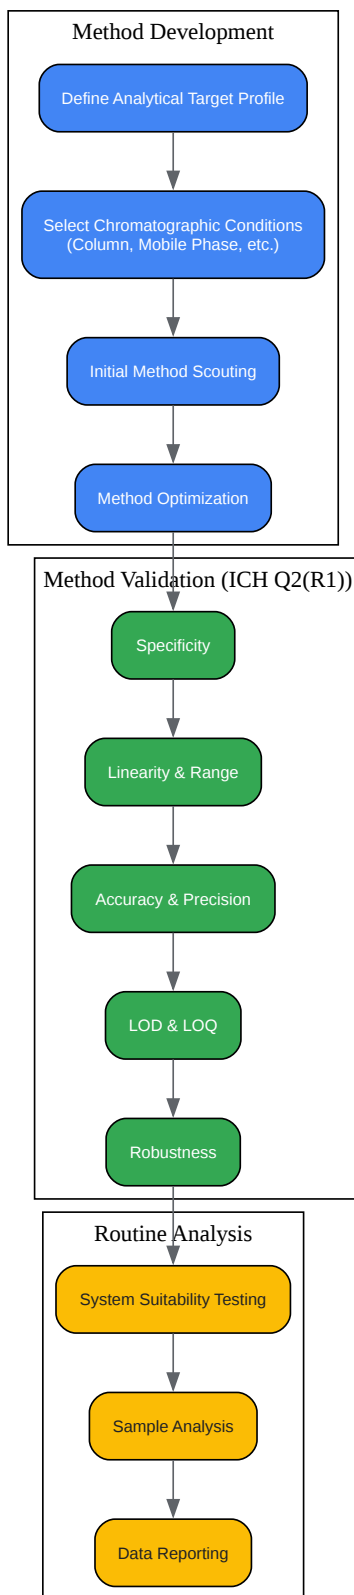 Method Development
Define Analytical Target Profile
Select Chromatographic Conditions
(Column, Mobile Phase, etc.)
Initial Method Scouting
Method Optimization
Method Validation (ICH Q2(R1))
Specificity
Linearity & Range
Accuracy & Precision
LOD & LOQ
Robustness
Routine Analysis
System Suitability Testing
Sample Analysis
Data Reporting